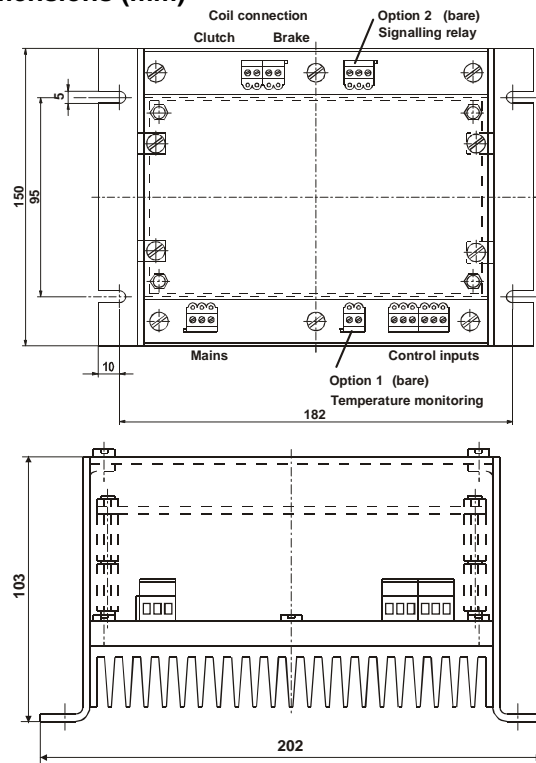 mensions (mm)
Coil connection
Option 2 (bare)
Signalling relay
Clutch
Brake
5
150
95
Mains
Control inputs
10
Option 1 (bare)
Temperature monitoring
182
103
202